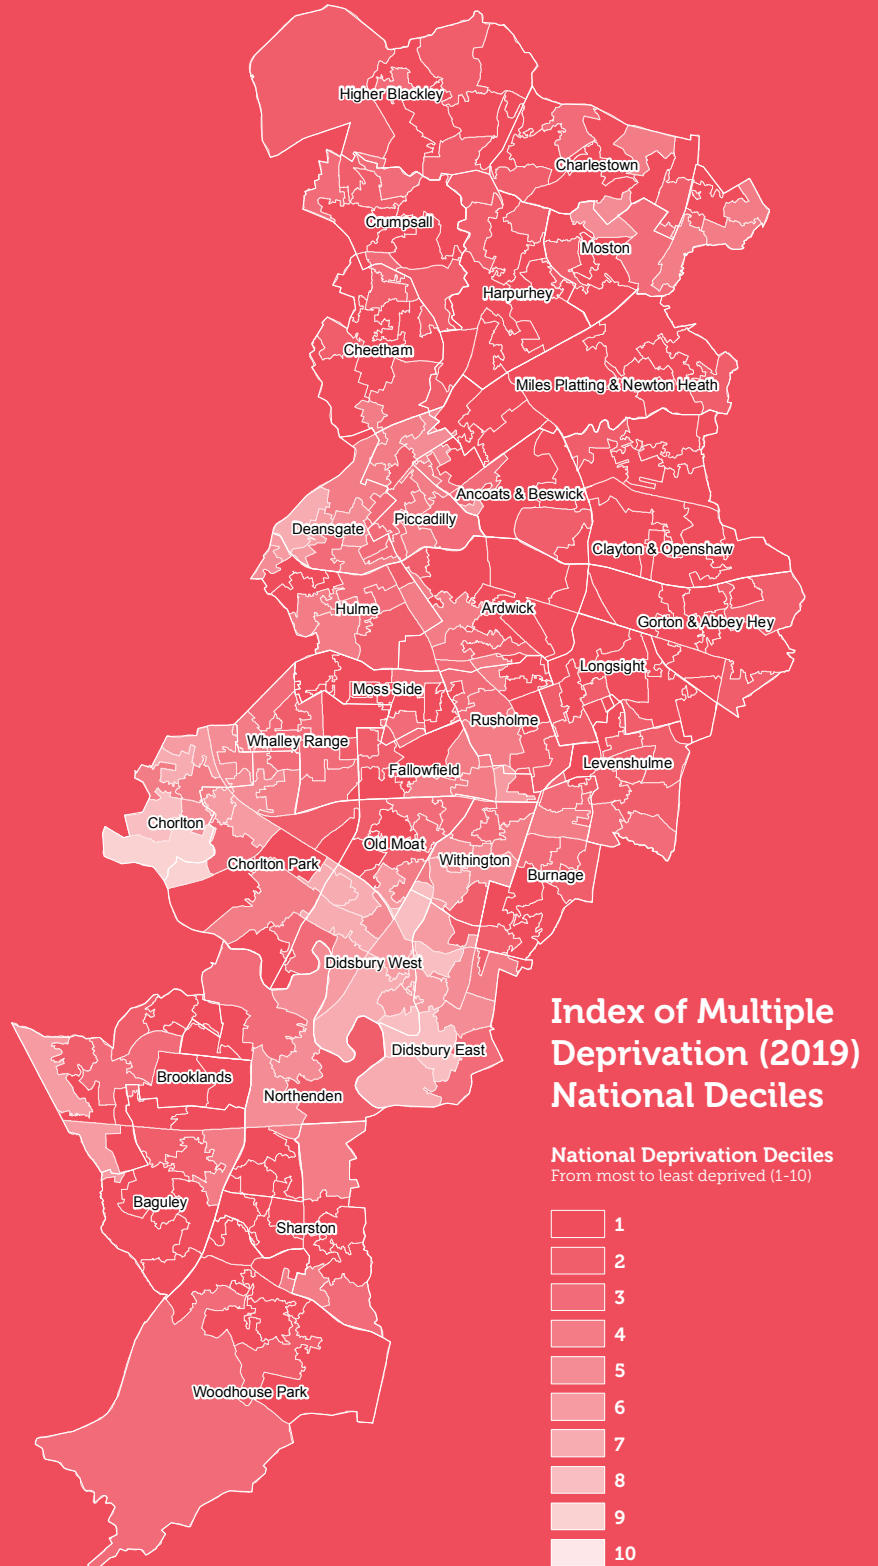 Higher Blackley
Charlestown
Crumpsall
Moston
Harpurhey
Cheetham
Miles Platting & Newton Heath
Ancoats & Beswick
Piccadilly
Deansgate
Clayton & Openshaw
Hulme
Ardwick
Gorton & Abbey Hey
Longsight
Moss Side
Rusholme
Whalley Range
Levenshulme
Fallowfield
Chorlton
Old Moat
Withington
Chorlton Park
Burnage
Didsbury West
Didsbury East
Brooklands
Northenden
Baguley
Sharston
Woodhouse Park
Index of Multiple
Deprivation (2019)
National Deciles
National Deprivation Deciles
From most to least deprived (1-10)
1
2
3
4
5
6
7
8
9
10